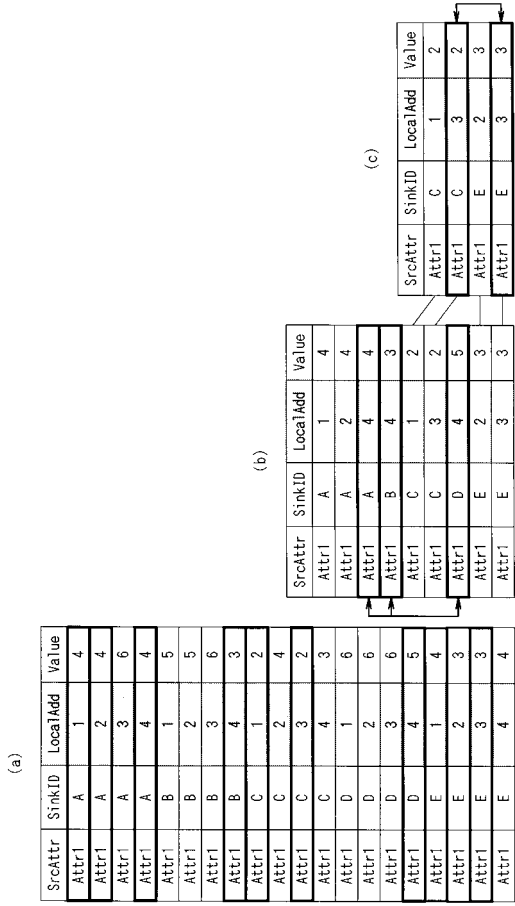 (a)
SrcAttr SinkID LocalAdd Value
Attr1 A 1 4
Attr1 A 2 4
Attr1 A 3 6
Attr1 A 4 4
Attr1 B 1 5
Attr1 B 2 5
Attr1 B 3 6
Attr1 B 4 3
Attr1 C 1 2
Attr1 C 2 4
Attr1 C 3 2
Attr1 C 4 3
Attr1 D 1 6
Attr1 D 2 6
Attr1 D 3 6
Attr1 D 4 5
Attr1 E 1 4
Attr1 E 2 3
Attr1 E 3 3
Attr1 E 4 4
(b)
SrcAttr SinkID LocalAdd Value
Attr1 A 1 4
Attr1 A 2 4
Attr1 A 4 4
Attr1 B 4 3
Attr1 C 1 2
Attr1 C 3 2
Attr1 D 4 5
Attr1 E 2 3
Attr1 E 3 3
(c)
SrcAttr SinkID LocalAdd Value
Attr1 C 1 2
Attr1 C 3 2
Attr1 E 2 3
Attr1 E 3 3